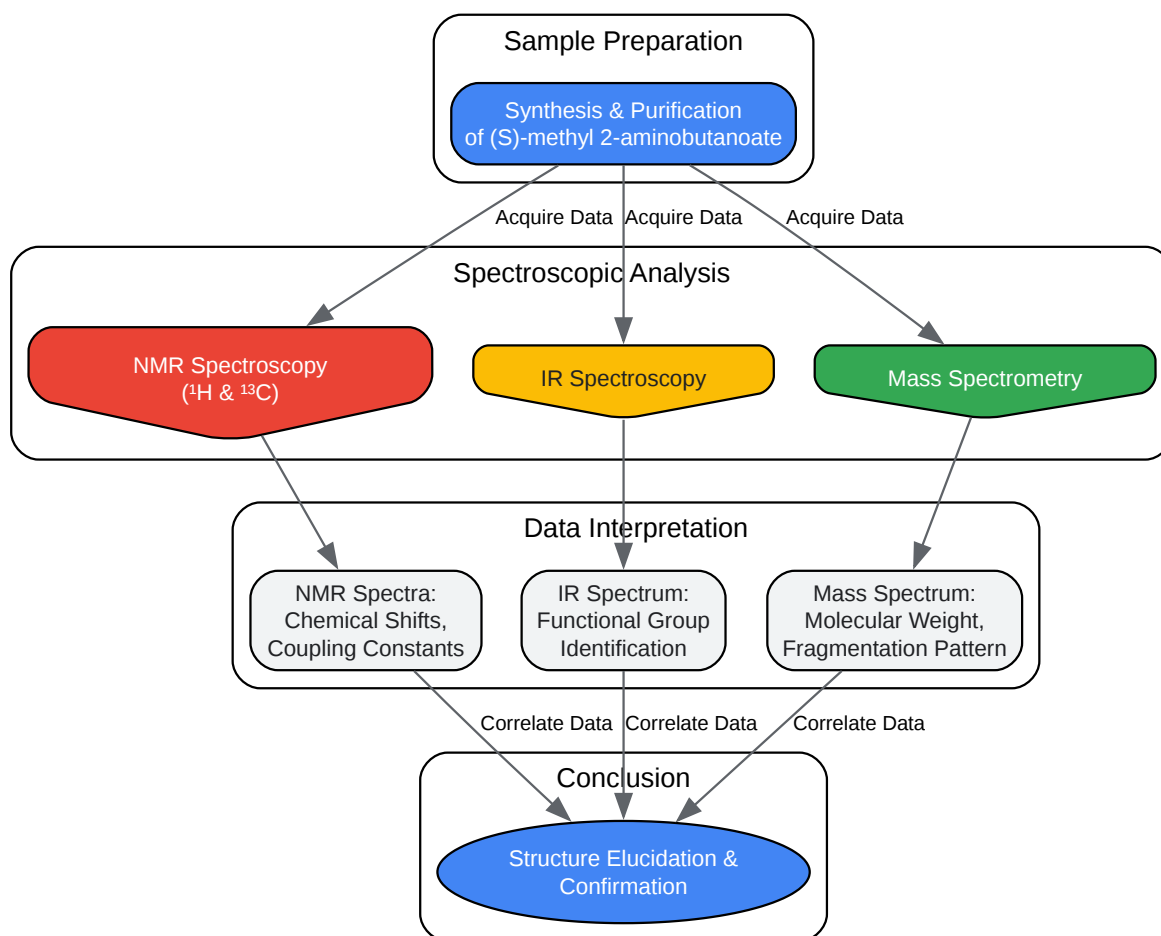 Sample Preparation
Synthesis & Purification
of (S)-methyl 2-aminobutanoate
Acquire Data
Acquire Data
Acquire Data
Spectroscopic Analysis
NMR Spectroscopy
(¹H & ¹³C)
IR Spectroscopy
Mass Spectrometry
Data Interpretation
NMR Spectra:
Chemical Shifts,
Coupling Constants
IR Spectrum:
Functional Group
Identification
Mass Spectrum:
Molecular Weight,
Fragmentation Pattern
Correlate Data
Correlate Data
Correlate Data
Conclusion
Structure Elucidation &
Confirmation